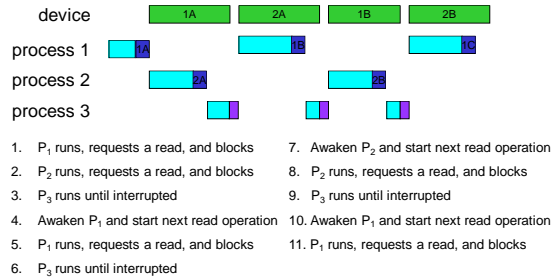 device 1A 2A 1B 2B
process 1 1A 1B 1C
process 2 2A 2B
process 3
1. P₁ runs, requests a read, and blocks
2. P₂ runs, requests a read, and blocks
3. P₃ runs until interrupted
4. Awaken P₁ and start next read operation
5. P₁ runs, requests a read, and blocks
6. P₃ runs until interrupted
7. Awaken P₂ and start next read operation
8. P₂ runs, requests a read, and blocks
9. P₃ runs until interrupted
10. Awaken P₁ and start next read operation
11. P₁ runs, requests a read, and blocks